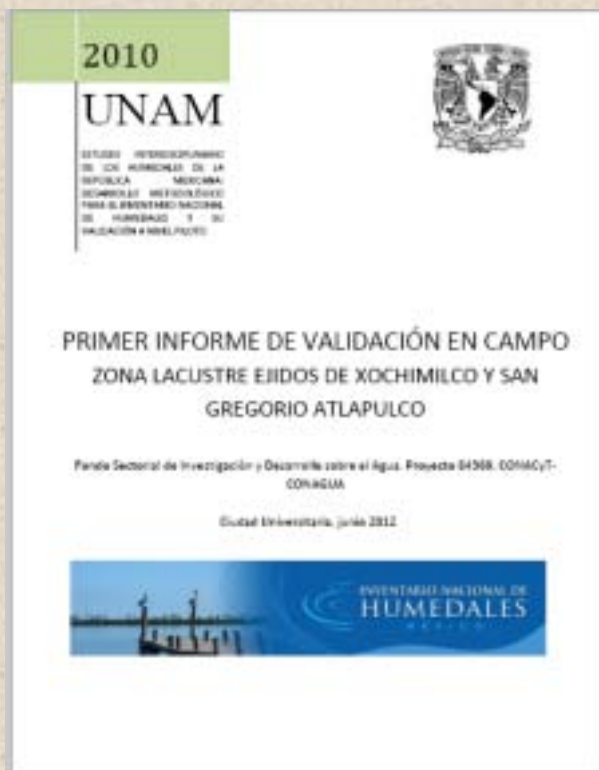 2010
UNAM
ESTUDIO INTERDISCIPLINARIO
DE LOS HUMEDALES DE LA
REPÚBLICA MEXICANA:
DESARROLLO METODOLÓGICO
PARA EL INVENTARIO NACIONAL
DE HUMEDALES Y SU
VALIDACIÓN A NIVEL PILOTO
PRIMER INFORME DE VALIDACIÓN EN CAMPO
ZONA LACUSTRE EJIDOS DE XOCHIMILCO Y SAN
GREGORIO ATLAPULCO
Fondo Sectorial de Investigación y Desarrollo sobre el Agua. Proyecto CONACyT-
CONAGUA
Ciudad Universitaria, junio 2012
INVENTARIO NACIONAL DE
HUMEDALES
MÉXICO